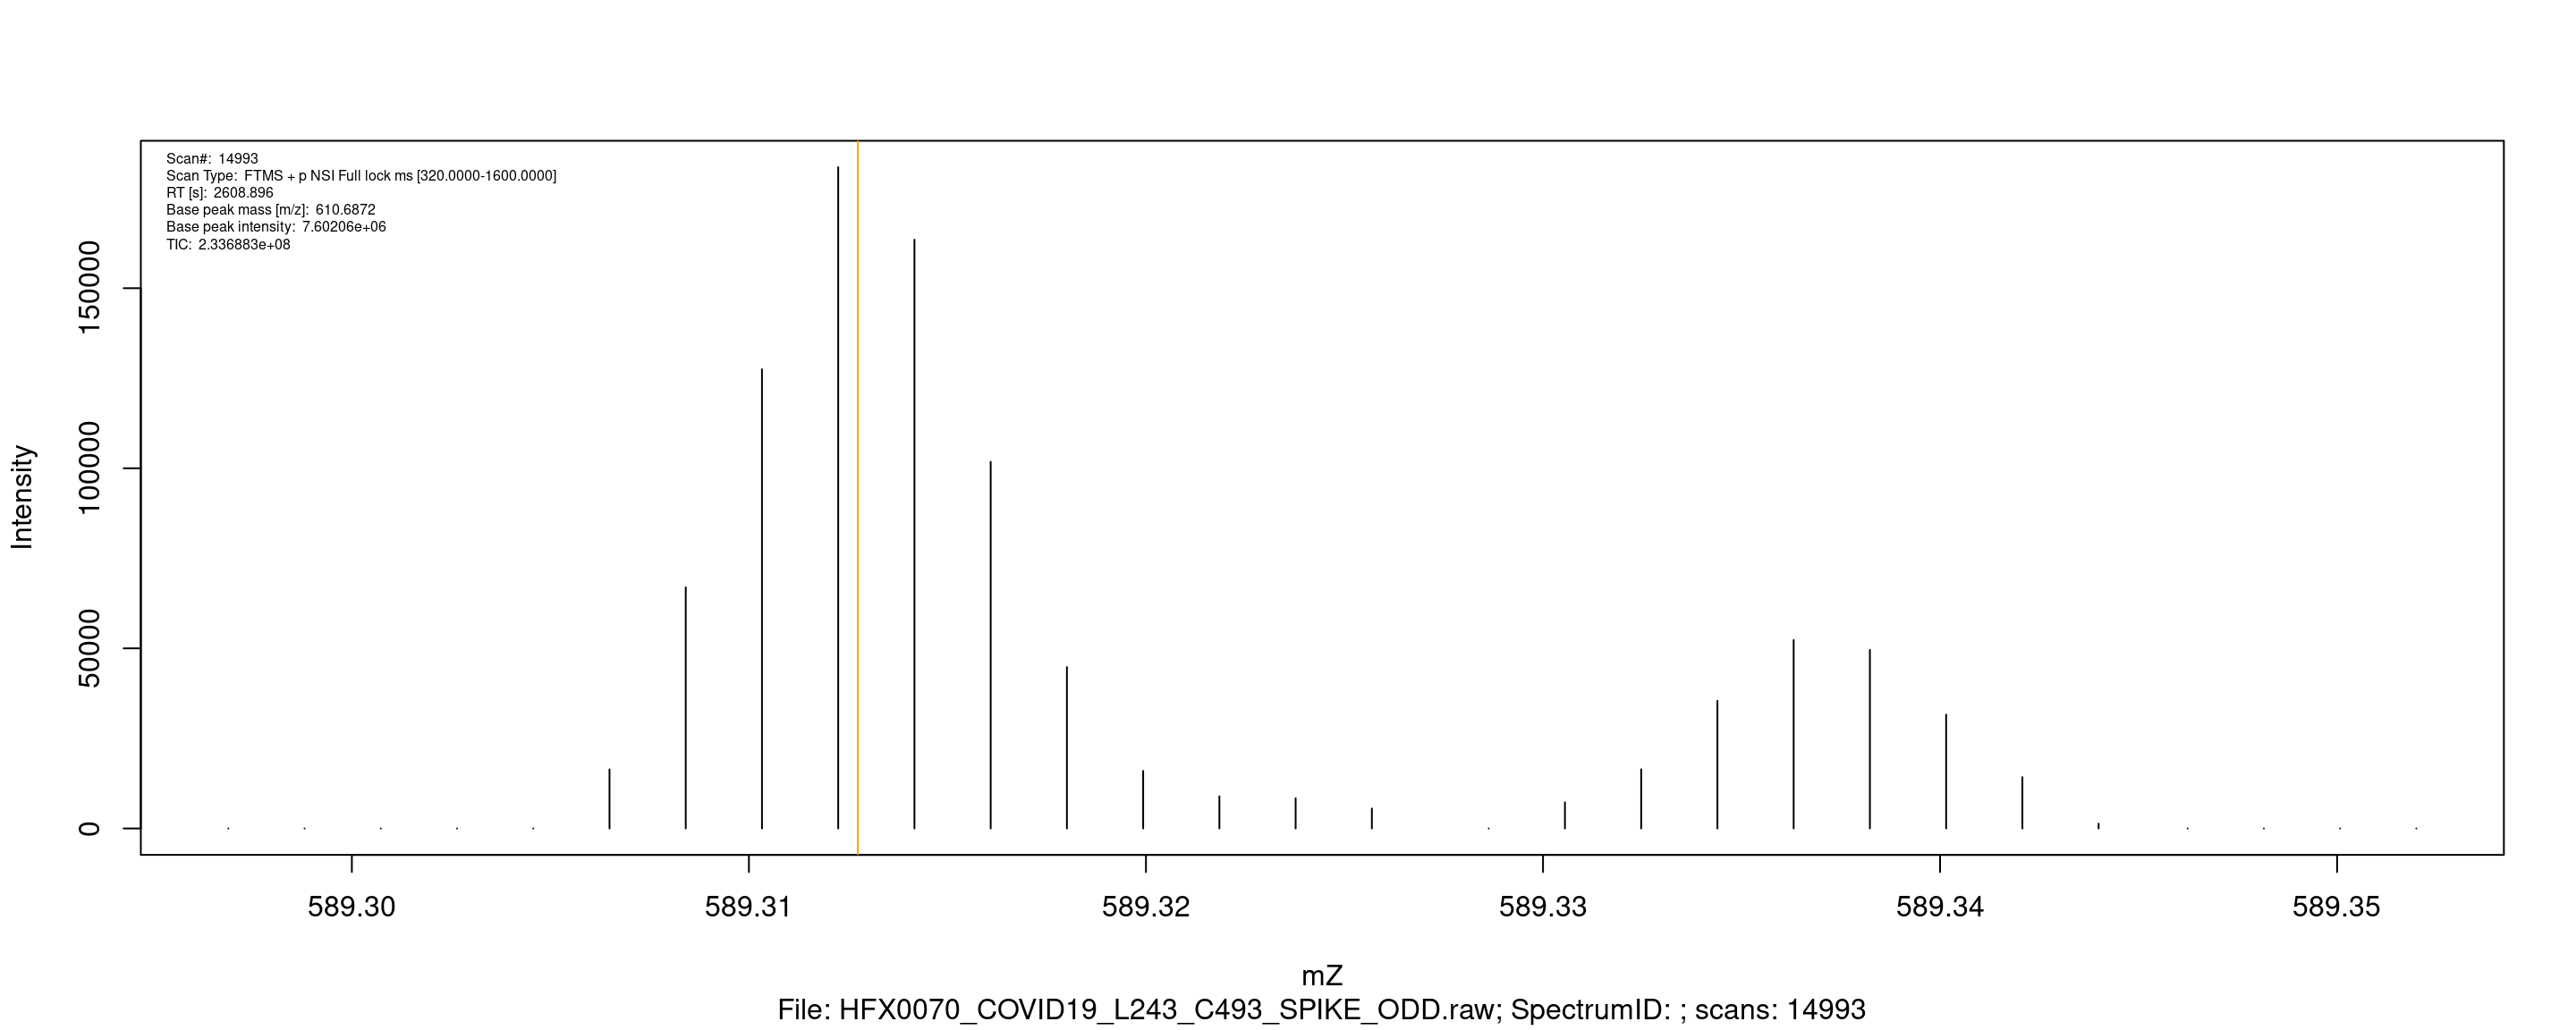 Scan#: 14993
Scan Type: FTMS + p NSI Full lock ms [320.0000-1600.0000]
RT [s]: 2608.896
Base peak mass [m/z]: 610.6872
Base peak intensity: 7.60206e+06
TIC: 2.336883e+08
150000
100000
50000
0
Intensity
589.30 589.31 589.32 589.33 589.34 589.35
mZ
File: HFX0070_COVID19_L243_C493_SPIKE_ODD.raw; SpectrumID: ; scans: 14993